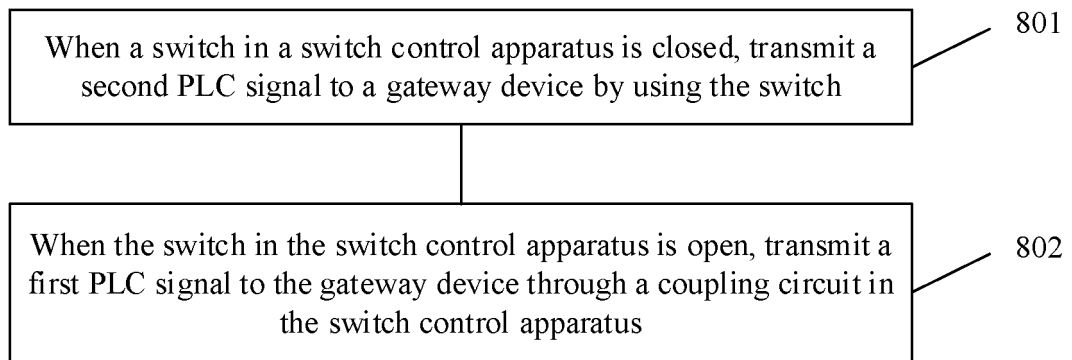 When a switch in a switch control apparatus is closed, transmit a
second PLC signal to a gateway device by using the switch
801
When the switch in the switch control apparatus is open, transmit a
first PLC signal to the gateway device through a coupling circuit in
the switch control apparatus
802